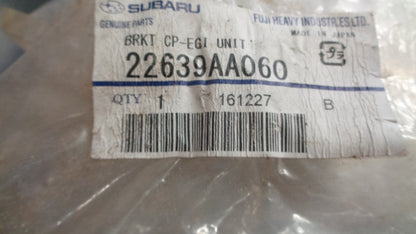 SUBARU
GENUINE PARTS
FUJI HEAVY INDUSTRIES LTD.
MADE IN JAPAN
BRKT CP-EGI UNIT
22639AA060
QTY 1 161227 B